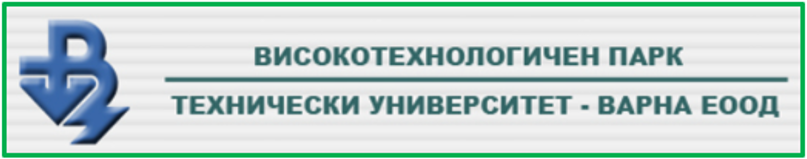 ВИСОКОТЕХНОЛОГИЧЕН ПАРК
ТЕХНИЧЕСКИ УНИВЕРСИТЕТ - ВАРНА ЕООД